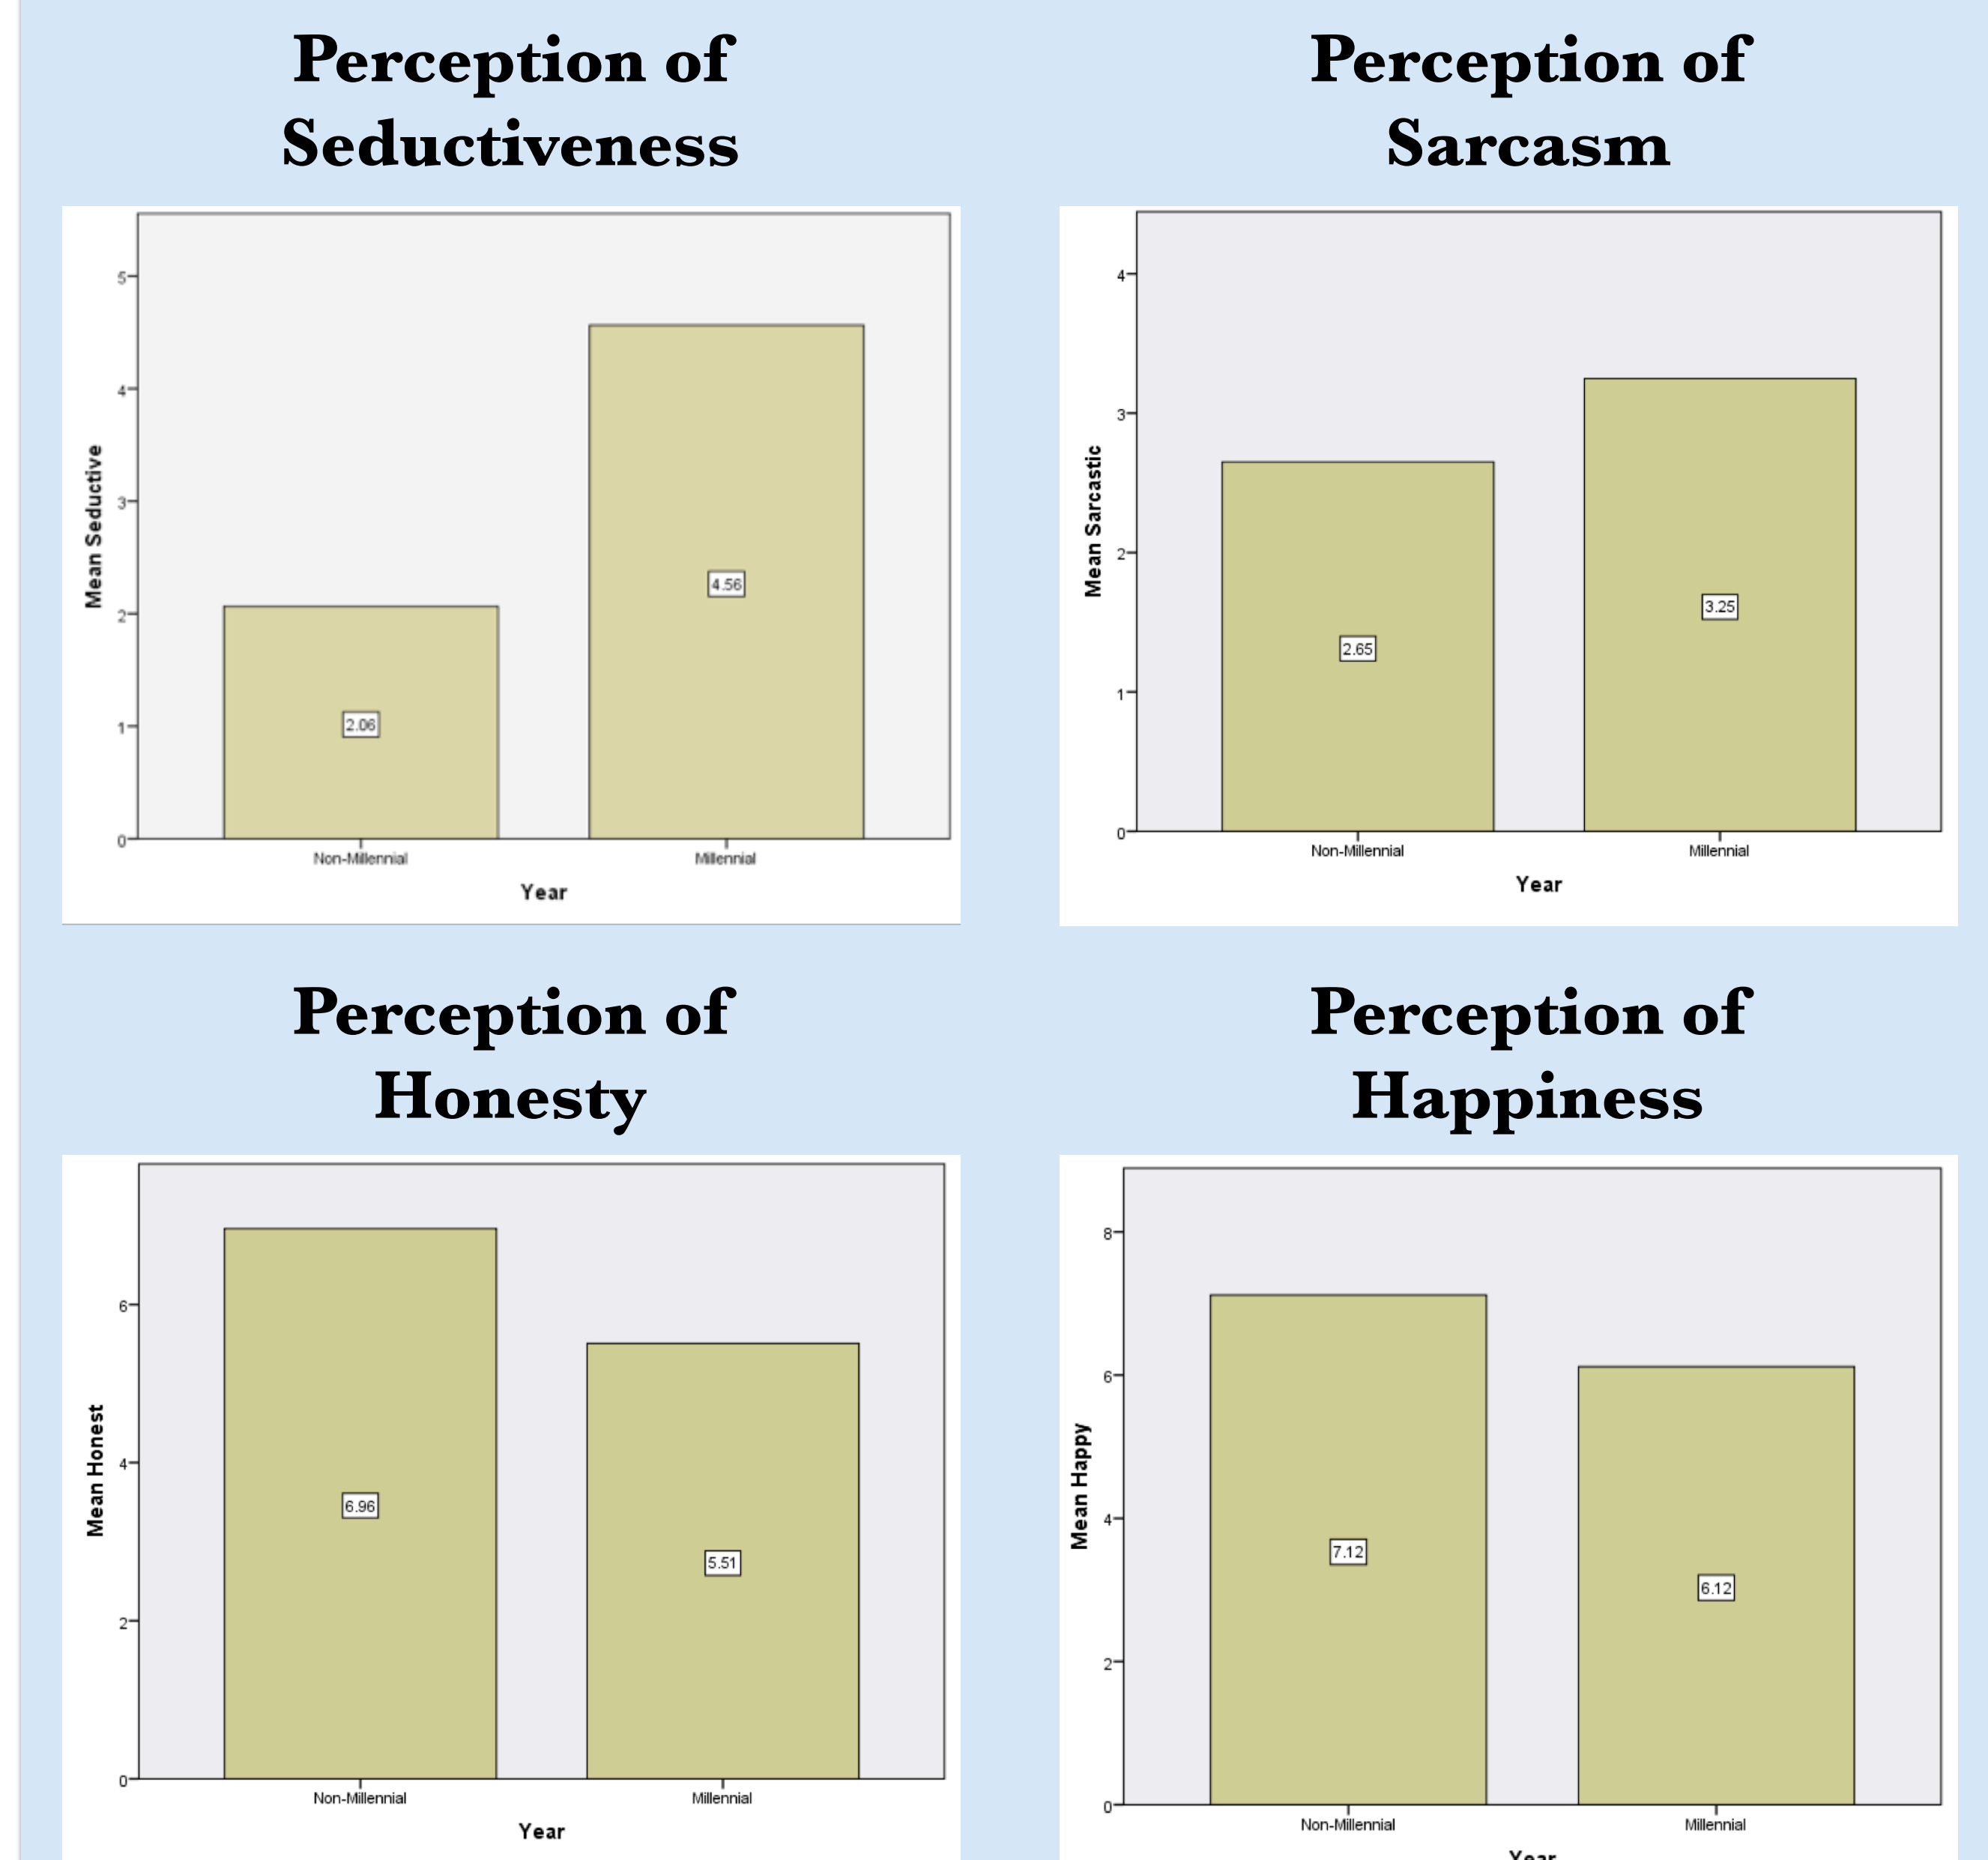 Perception of
Seductiveness
5
4
3
2
1
0
Mean Seductive
2.06
4.56
Non-Millennial
Millennial
Year
Perception of
Sarcasm
4
3
2
1
0
Mean Sarcastic
2.65
3.25
Non-Millennial
Millennial
Year
Perception of
Honesty
6
4
2
0
Mean Honest
6.96
5.51
Non-Millennial
Millennial
Year
Perception of
Happiness
8
6
4
2
0
Mean Happy
7.12
6.12
Non-Millennial
Millennial
Year